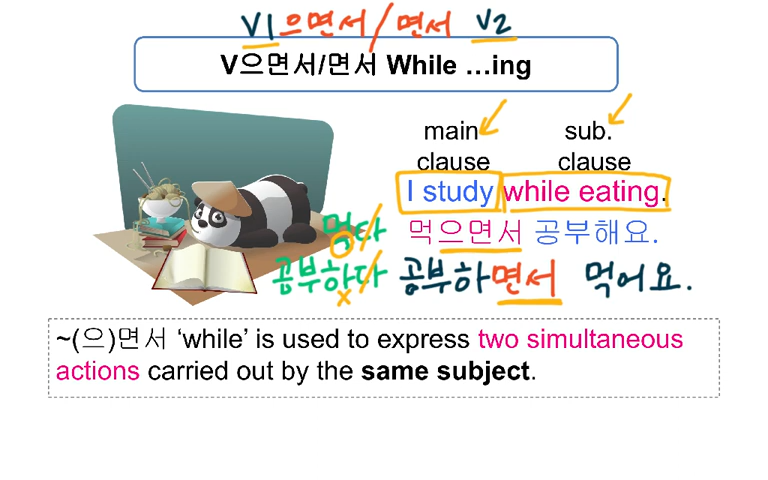 V1으면서/면서 V2
V으면서/면서 While …ing
main sub.
clause clause
I study while eating.
먹다 먹으면서 공부해요.
공부하다 공부하면서 먹어요.
x
~(으)면서 ‘while’ is used to express two simultaneous
actions carried out by the same subject.